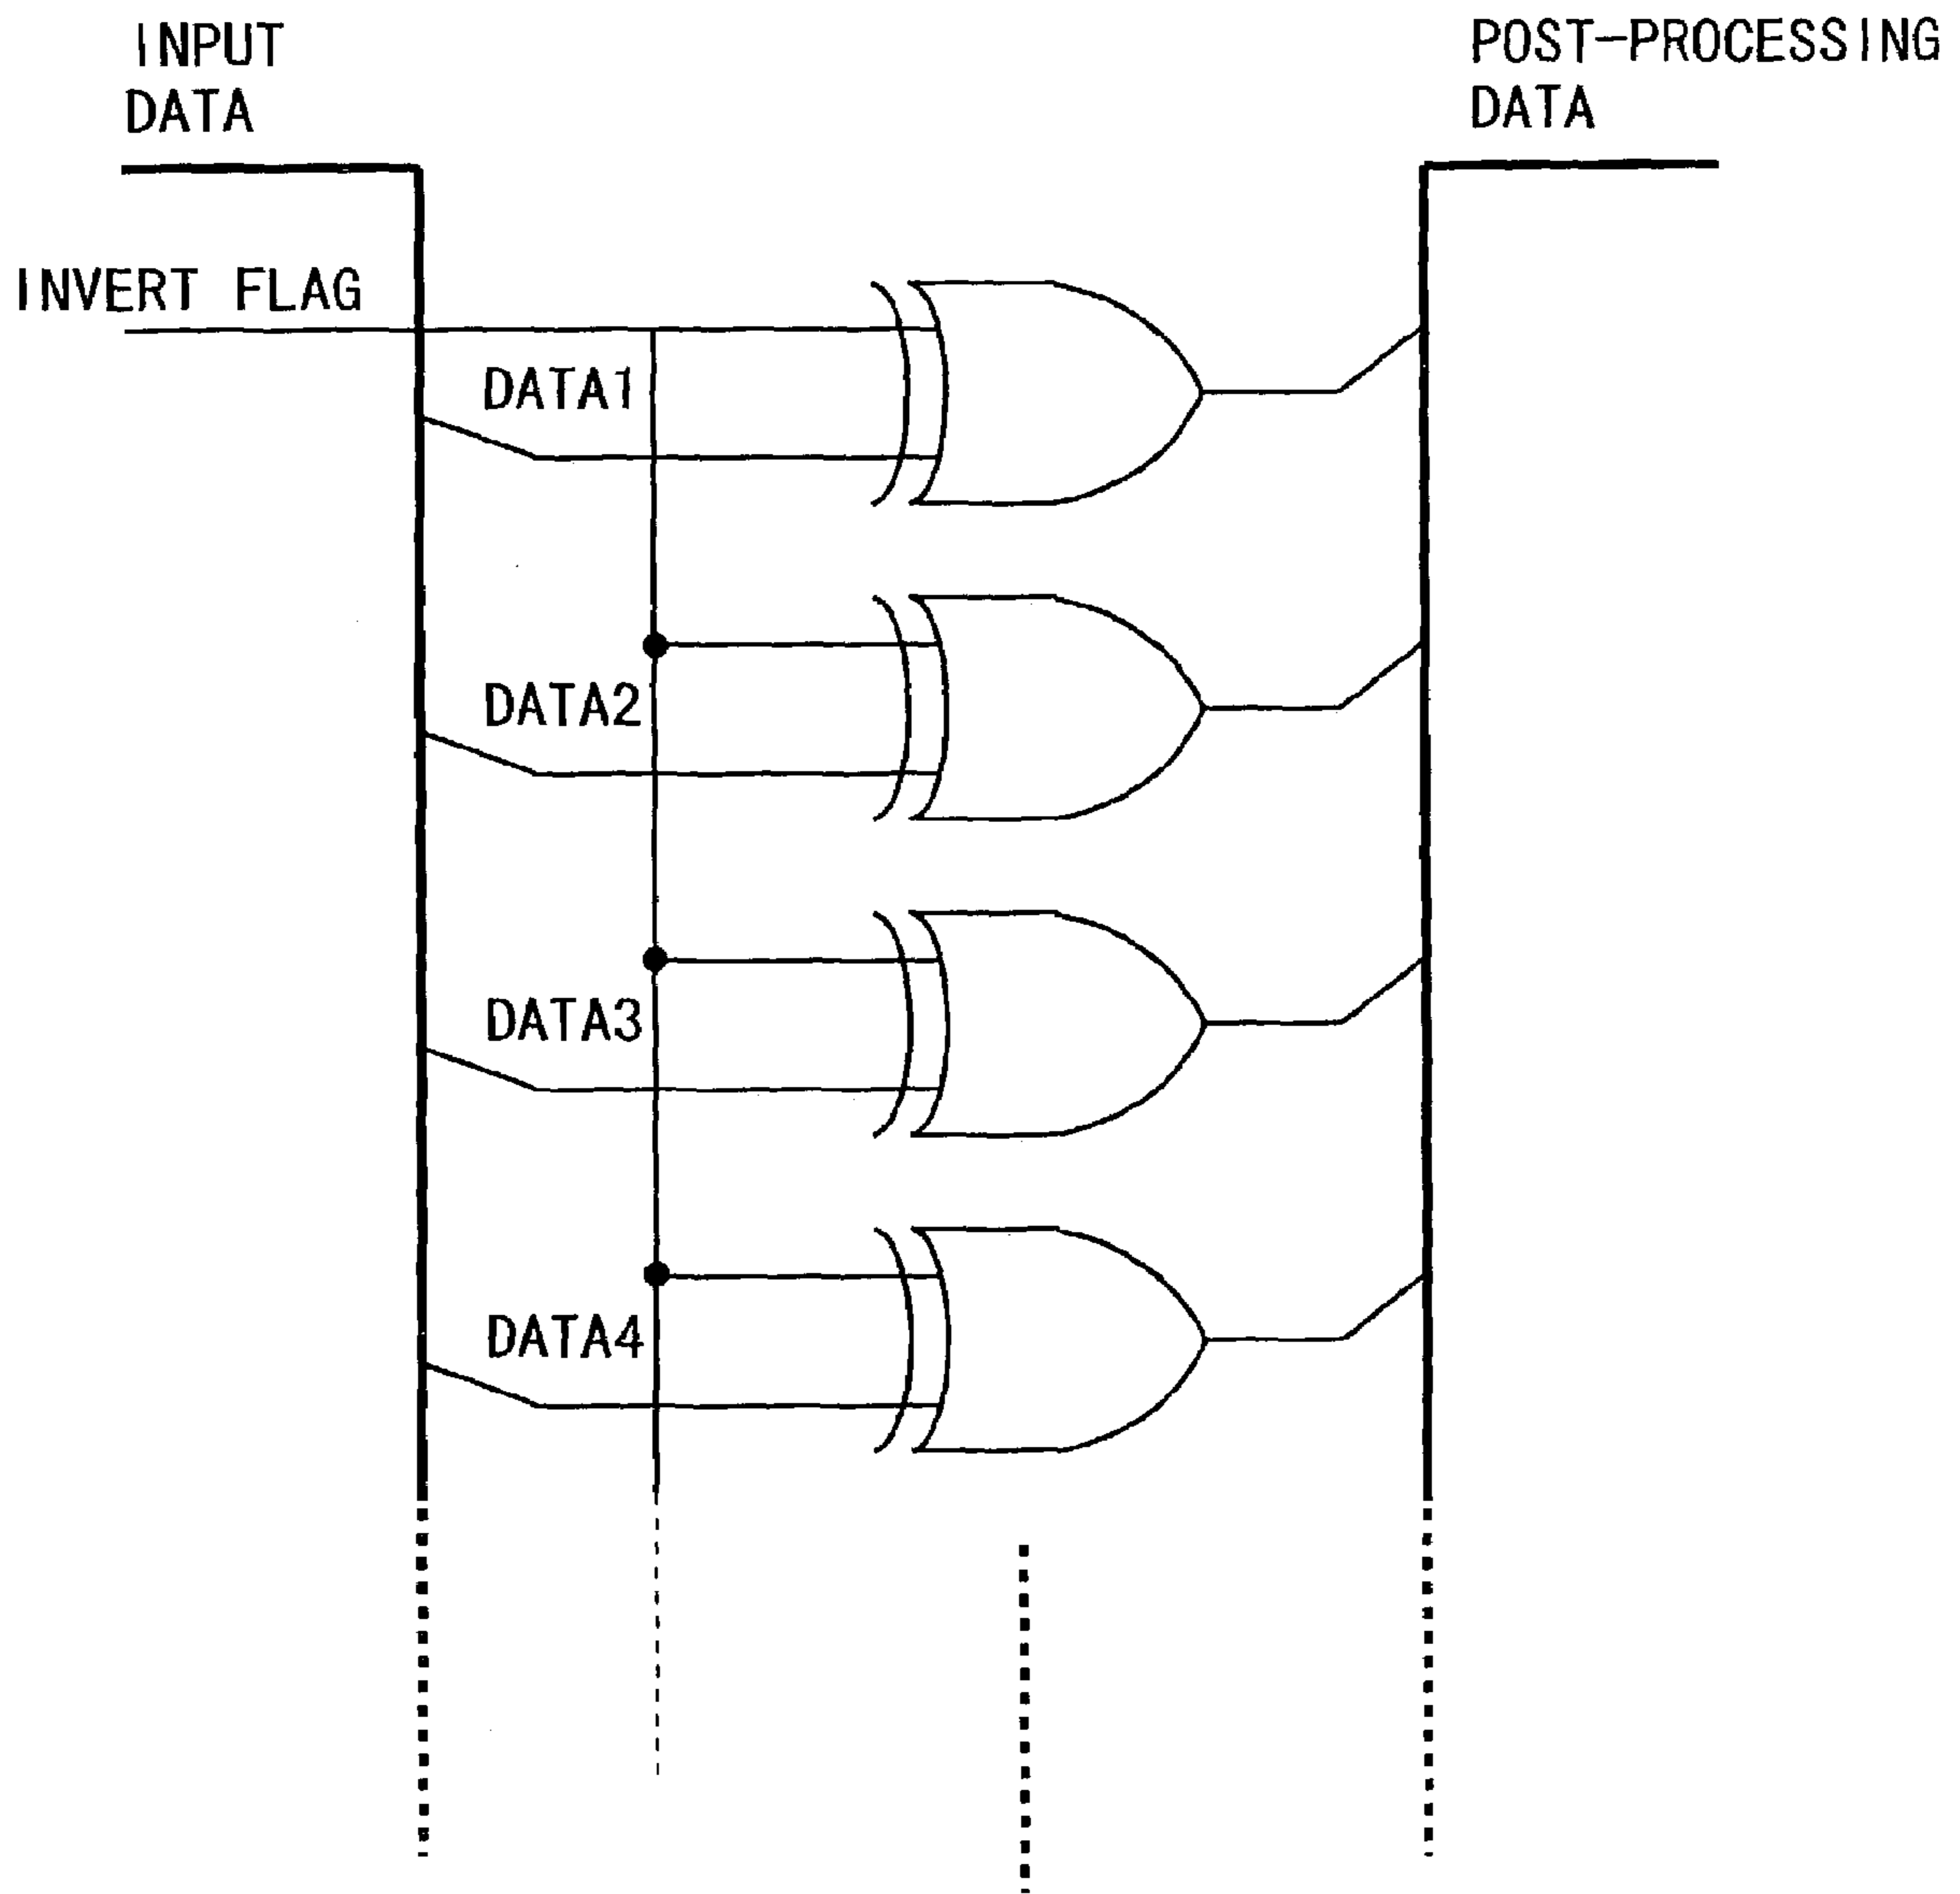 INPUT
DATA
POST-PROCESSING
DATA
INVERT FLAG
DATA1
DATA2
DATA3
DATA4